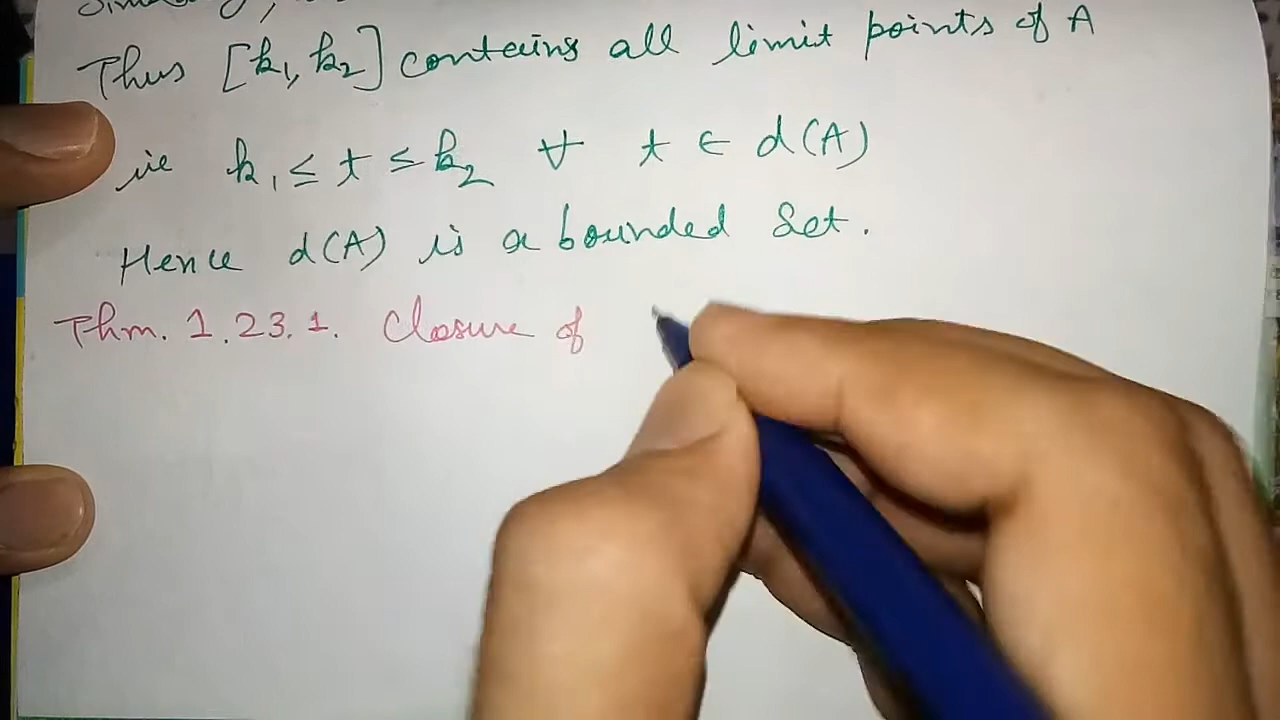 Thus [k₁, k₂] contains all limit points of A
ie k₁ ≤ t ≤ k₂ ∀ t ∈ d(A)
Hence d(A) is a bounded set.
Thm. 1.23.1. Closure of